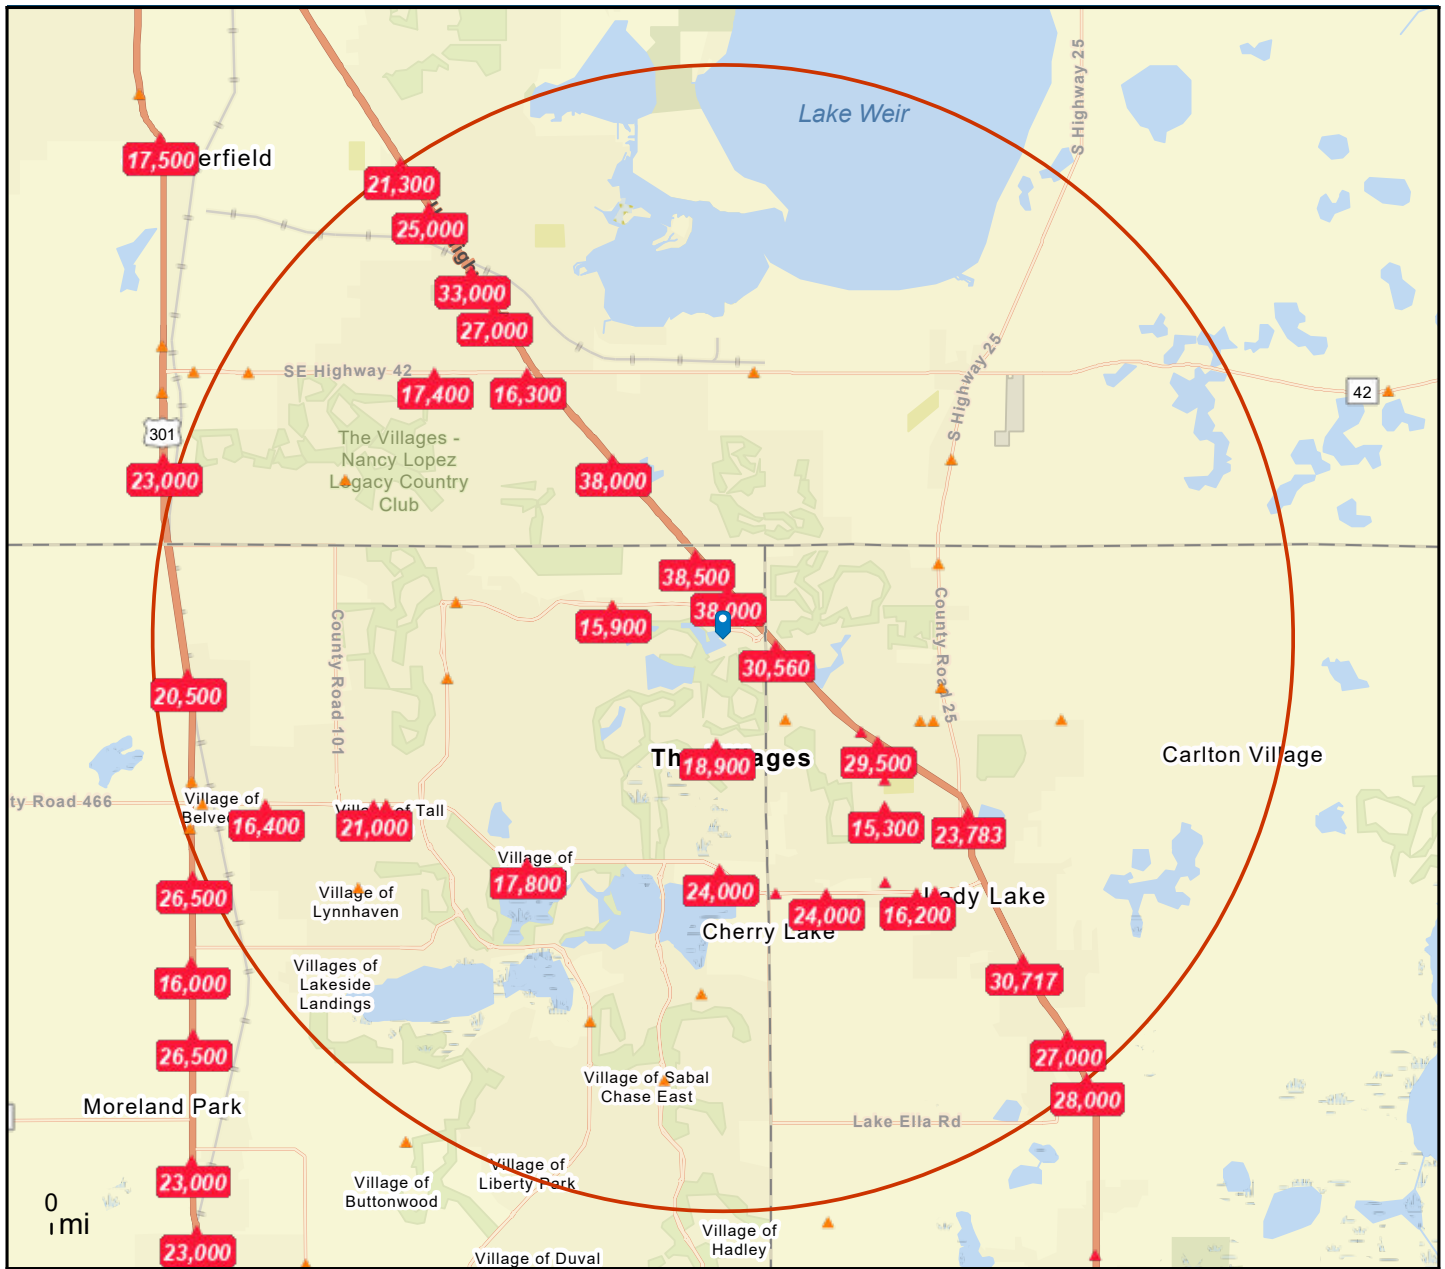 S Highway 25
Lake Weir
17,500
erfield
21,300
25,000
33,000
27,000
S Highway 25
SE Highway 42
17,400
16,300
42
301
The Villages -
Nancy Lopez
Legacy Country
Club
23,000
38,000
38,500
38,000
15,900
County Road 101
County Road 25
30,560
20,500
The Villages
18,900
29,500
Carlton Village
ty Road 466
Village of
Belve
16,400
Village of Tall
21,000
15,300
23,783
Village of
17,800
26,500
Village of
Lynnhaven
24,000
24,000
16,200
Lady Lake
Cherry Lake
Villages of
Lakeside
Landings
16,000
30,717
26,500
27,000
Village of Sabal
Chase East
28,000
Moreland Park
Lake Ella Rd
23,000
Village of
Liberty Park
Village of
Buttonwood
0
mi
23,000
Village of
Hadley
Village of Duval